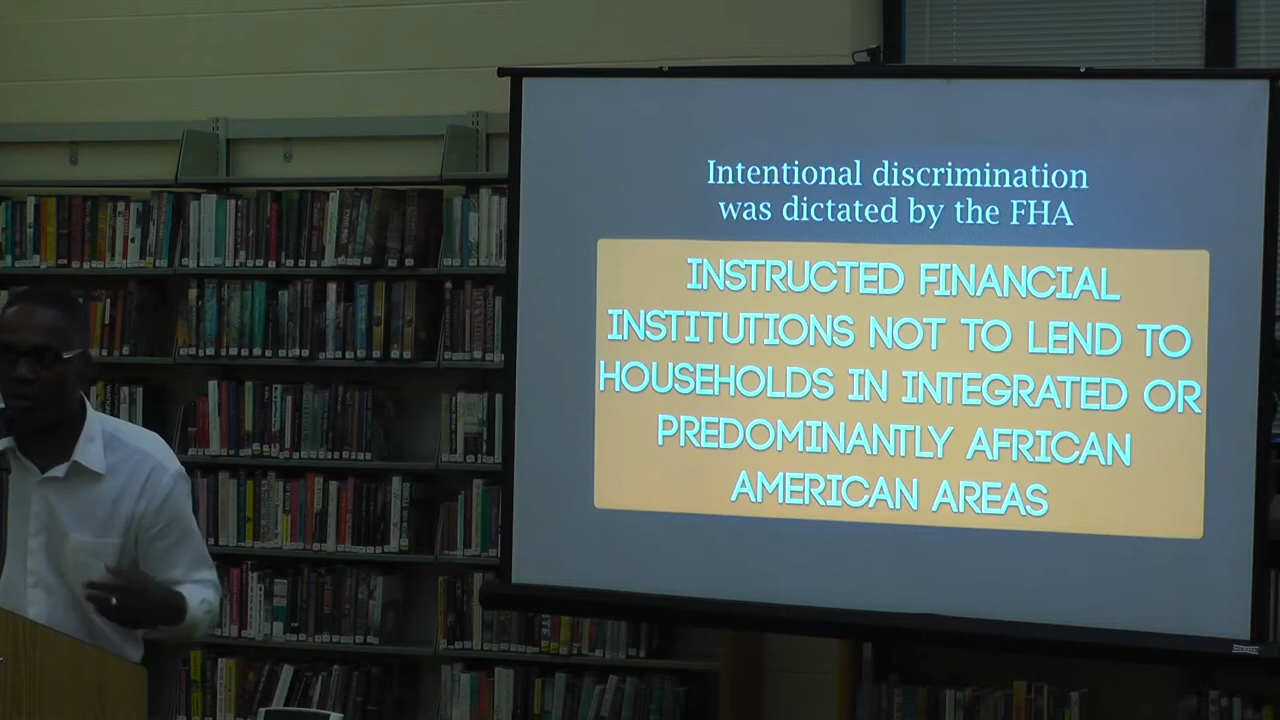 Intentional discrimination
was dictated by the FHA
INSTRUCTED FINANCIAL
INSTITUTIONS NOT TO LEND TO
HOUSEHOLDS IN INTEGRATED OR
PREDOMINANTLY AFRICAN
AMERICAN AREAS